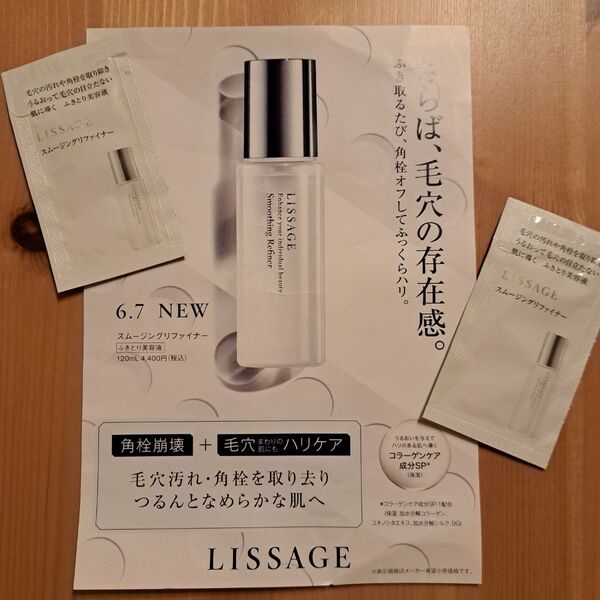 毛穴の汚れや角栓を取り除き
うるおって毛穴の目立たない
肌に導く ふきとり美容液
LISSAGE
スムージングリファイナー
さらば、毛穴の存在感。
ふき取るたび、角栓オフしてふっくらハリ。
LISSAGE
Enhance your individual beauty
Smoothing Refiner
6.7 NEW
スムージングリファイナー
ふきとり美容液
120mL 4,400円(税込)
毛穴の汚れや角栓を取り除き
うるおって毛穴の目立たない
肌に導く ふきとり美容液
LISSAGE
スムージングリファイナー
角栓崩壊 + 毛穴まわりの肌にもハリケア
毛穴汚れ・角栓を取り去り
つるんとなめらかな肌へ
うるおいを与えて
ハリのある肌へ導く
コラーゲンケア
成分SP*
(保湿)
*コラーゲンケア成分SP-1配合
(保湿:加水分解コラーゲン、
ユキノシタエキス、加水分解シルク、BG)
LISSAGE
※表示価格はメーカー希望小売価格です。